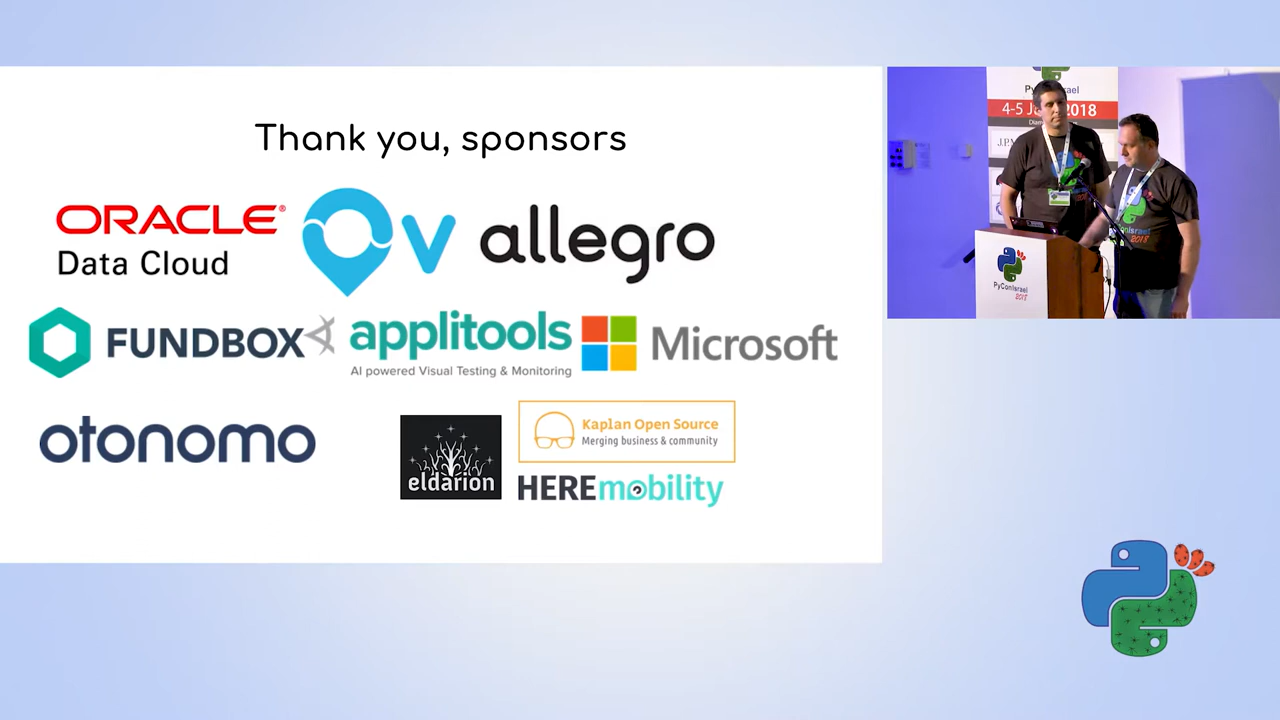 Thank you, sponsors
ORACLE®
Data Cloud
v
allegro
FUNDBOX
applitools
AI powered Visual Testing & Monitoring
Microsoft
otonomo
eldarion
Kaplan Open Source
Merging business & community
HEREmobility
4-5 J 2018
PyConIsrael
2018